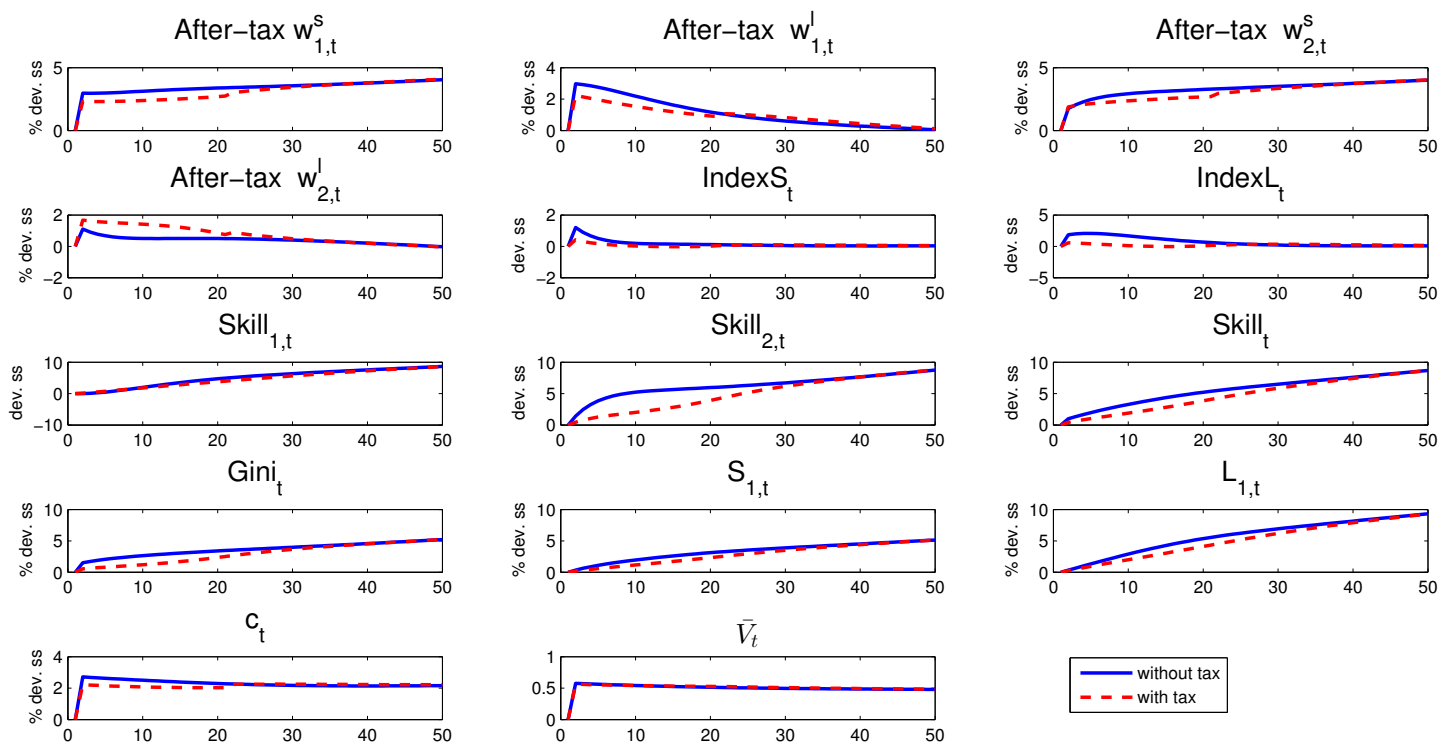 After−tax w^s_{1,t}
% dev. ss
5
0
0 10 20 30 40 50
After−tax w^l_{1,t}
% dev. ss
4
2
0
0 10 20 30 40 50
After−tax w^s_{2,t}
% dev. ss
5
0
0 10 20 30 40 50
After−tax w^l_{2,t}
% dev. ss
2
0
−2
0 10 20 30 40 50
IndexS_t
dev. ss
2
0
−2
0 10 20 30 40 50
IndexL_t
dev. ss
5
0
−5
0 10 20 30 40 50
Skill_{1,t}
dev. ss
10
0
−10
0 10 20 30 40 50
Skill_{2,t}
dev. ss
10
5
0
0 10 20 30 40 50
Skill_t
dev. ss
10
5
0
0 10 20 30 40 50
Gini_t
% dev. ss
10
5
0
0 10 20 30 40 50
S_{1,t}
% dev. ss
10
5
0
0 10 20 30 40 50
L_{1,t}
% dev. ss
10
5
0
0 10 20 30 40 50
c_t
% dev. ss
4
2
0
0 10 20 30 40 50
V̄_t
% dev. ss
1
0.5
0
0 10 20 30 40 50
without tax
with tax